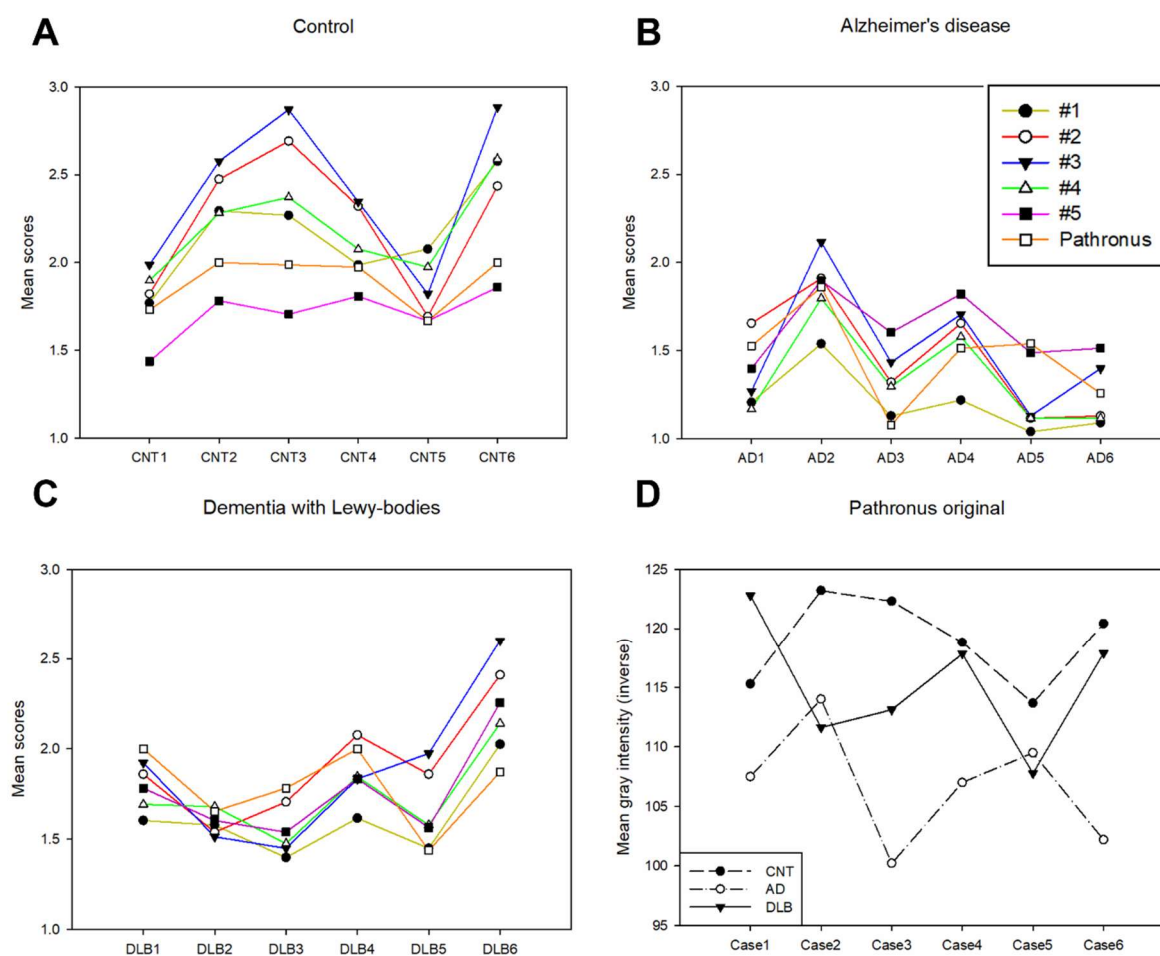 A
Control
Mean scores
3.0
2.5
2.0
1.5
1.0
CNT1 CNT2 CNT3 CNT4 CNT5 CNT6
B
Alzheimer's disease
Mean scores
3.0
2.5
2.0
1.5
1.0
AD1 AD2 AD3 AD4 AD5 AD6
#1
#2
#3
#4
#5
Pathronus
C
Dementia with Lewy-bodies
Mean scores
3.0
2.5
2.0
1.5
1.0
DLB1 DLB2 DLB3 DLB4 DLB5 DLB6
D
Pathronus original
Mean gray intensity (inverse)
125
120
115
110
105
100
95
CNT
AD
DLB
Case1 Case2 Case3 Case4 Case5 Case6